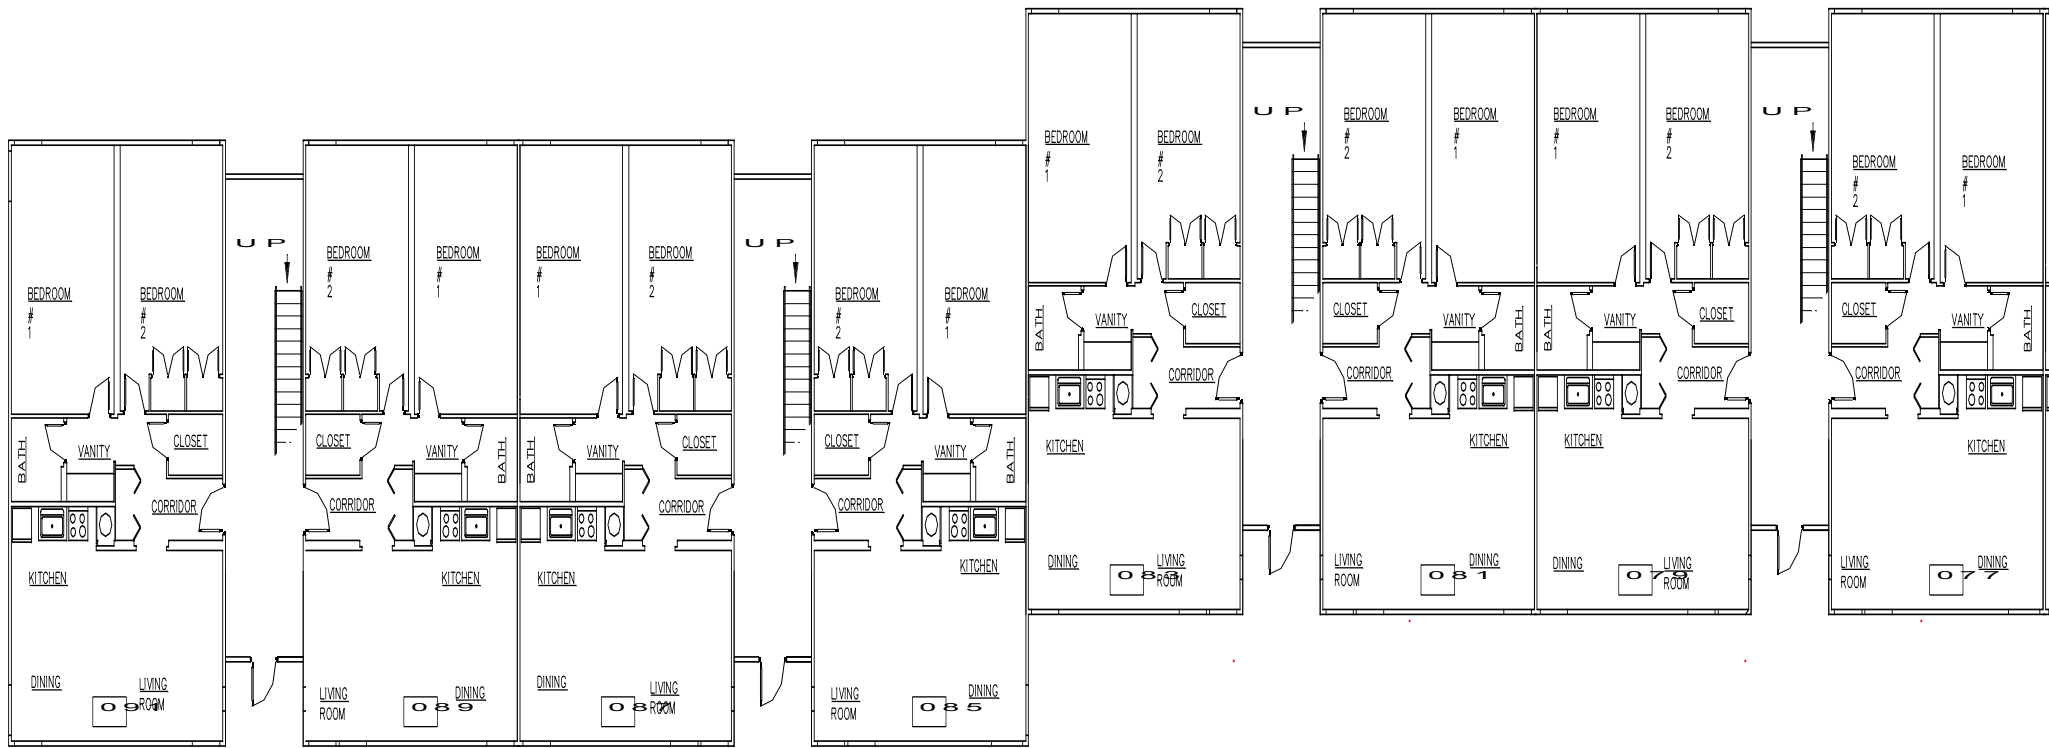 BEDROOM
#
1
BEDROOM
#
2
BATH
VANITY
CLOSET
CORRIDOR
KITCHEN
DINING
LIVING
ROOM
UP
BEDROOM
#
2
BEDROOM
#
1
CLOSET
VANITY
BATH
CORRIDOR
KITCHEN
LIVING
ROOM
089
DINING
BEDROOM
#
1
BEDROOM
#
2
BATH
VANITY
CLOSET
CORRIDOR
KITCHEN
DINING
LIVING
ROOM
UP
BEDROOM
#
2
BEDROOM
#
1
CLOSET
VANITY
BATH
CORRIDOR
KITCHEN
LIVING
ROOM
085
DINING
BEDROOM
#
1
BEDROOM
#
2
BATH
VANITY
CLOSET
CORRIDOR
KITCHEN
DINING
LIVING
ROOM
UP
BEDROOM
#
2
BEDROOM
#
1
CLOSET
VANITY
BATH
CORRIDOR
KITCHEN
LIVING
ROOM
081
DINING
BEDROOM
#
1
BEDROOM
#
2
BATH
VANITY
CLOSET
CORRIDOR
KITCHEN
DINING
079
LIVING
ROOM
UP
BEDROOM
#
2
BEDROOM
#
1
CLOSET
VANITY
BATH
CORRIDOR
KITCHEN
LIVING
ROOM
077
DINING